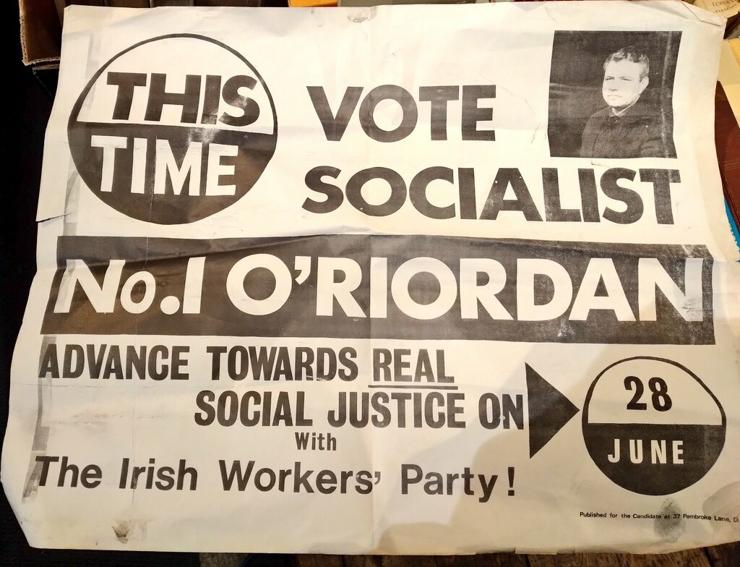 THIS
TIME
VOTE
SOCIALIST
No.1 O'RIORDAN
ADVANCE TOWARDS REAL
SOCIAL JUSTICE ON
28
JUNE
With
The Irish Workers' Party!
Published for the Candidate at 37 Pembroke Lane,